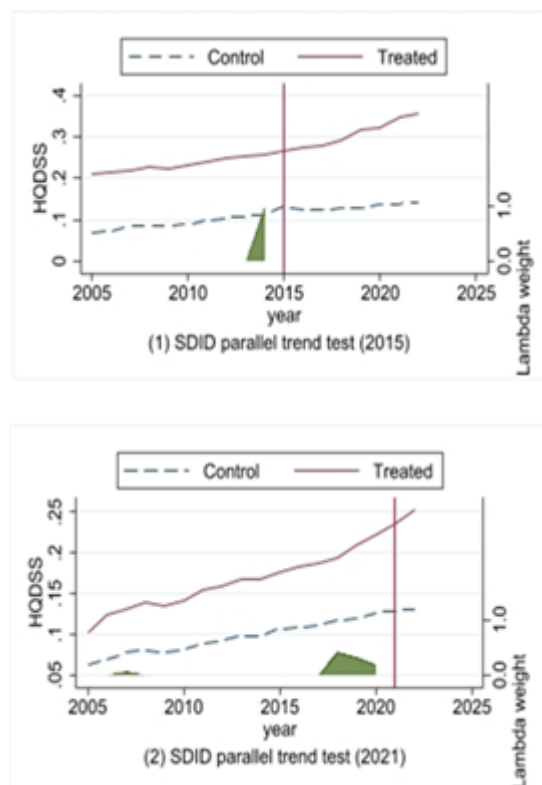 Control Treated
.4
.3
.2
.1
0
HQDSS
1.0
0.0
Lambda weight
2005 2010 2015 2020 2025
year
(1) SDID parallel trend test (2015)
Control Treated
.25
.2
.15
.1
.05
HQDSS
1.0
0.0
Lambda weight
2005 2010 2015 2020 2025
year
(2) SDID parallel trend test (2021)